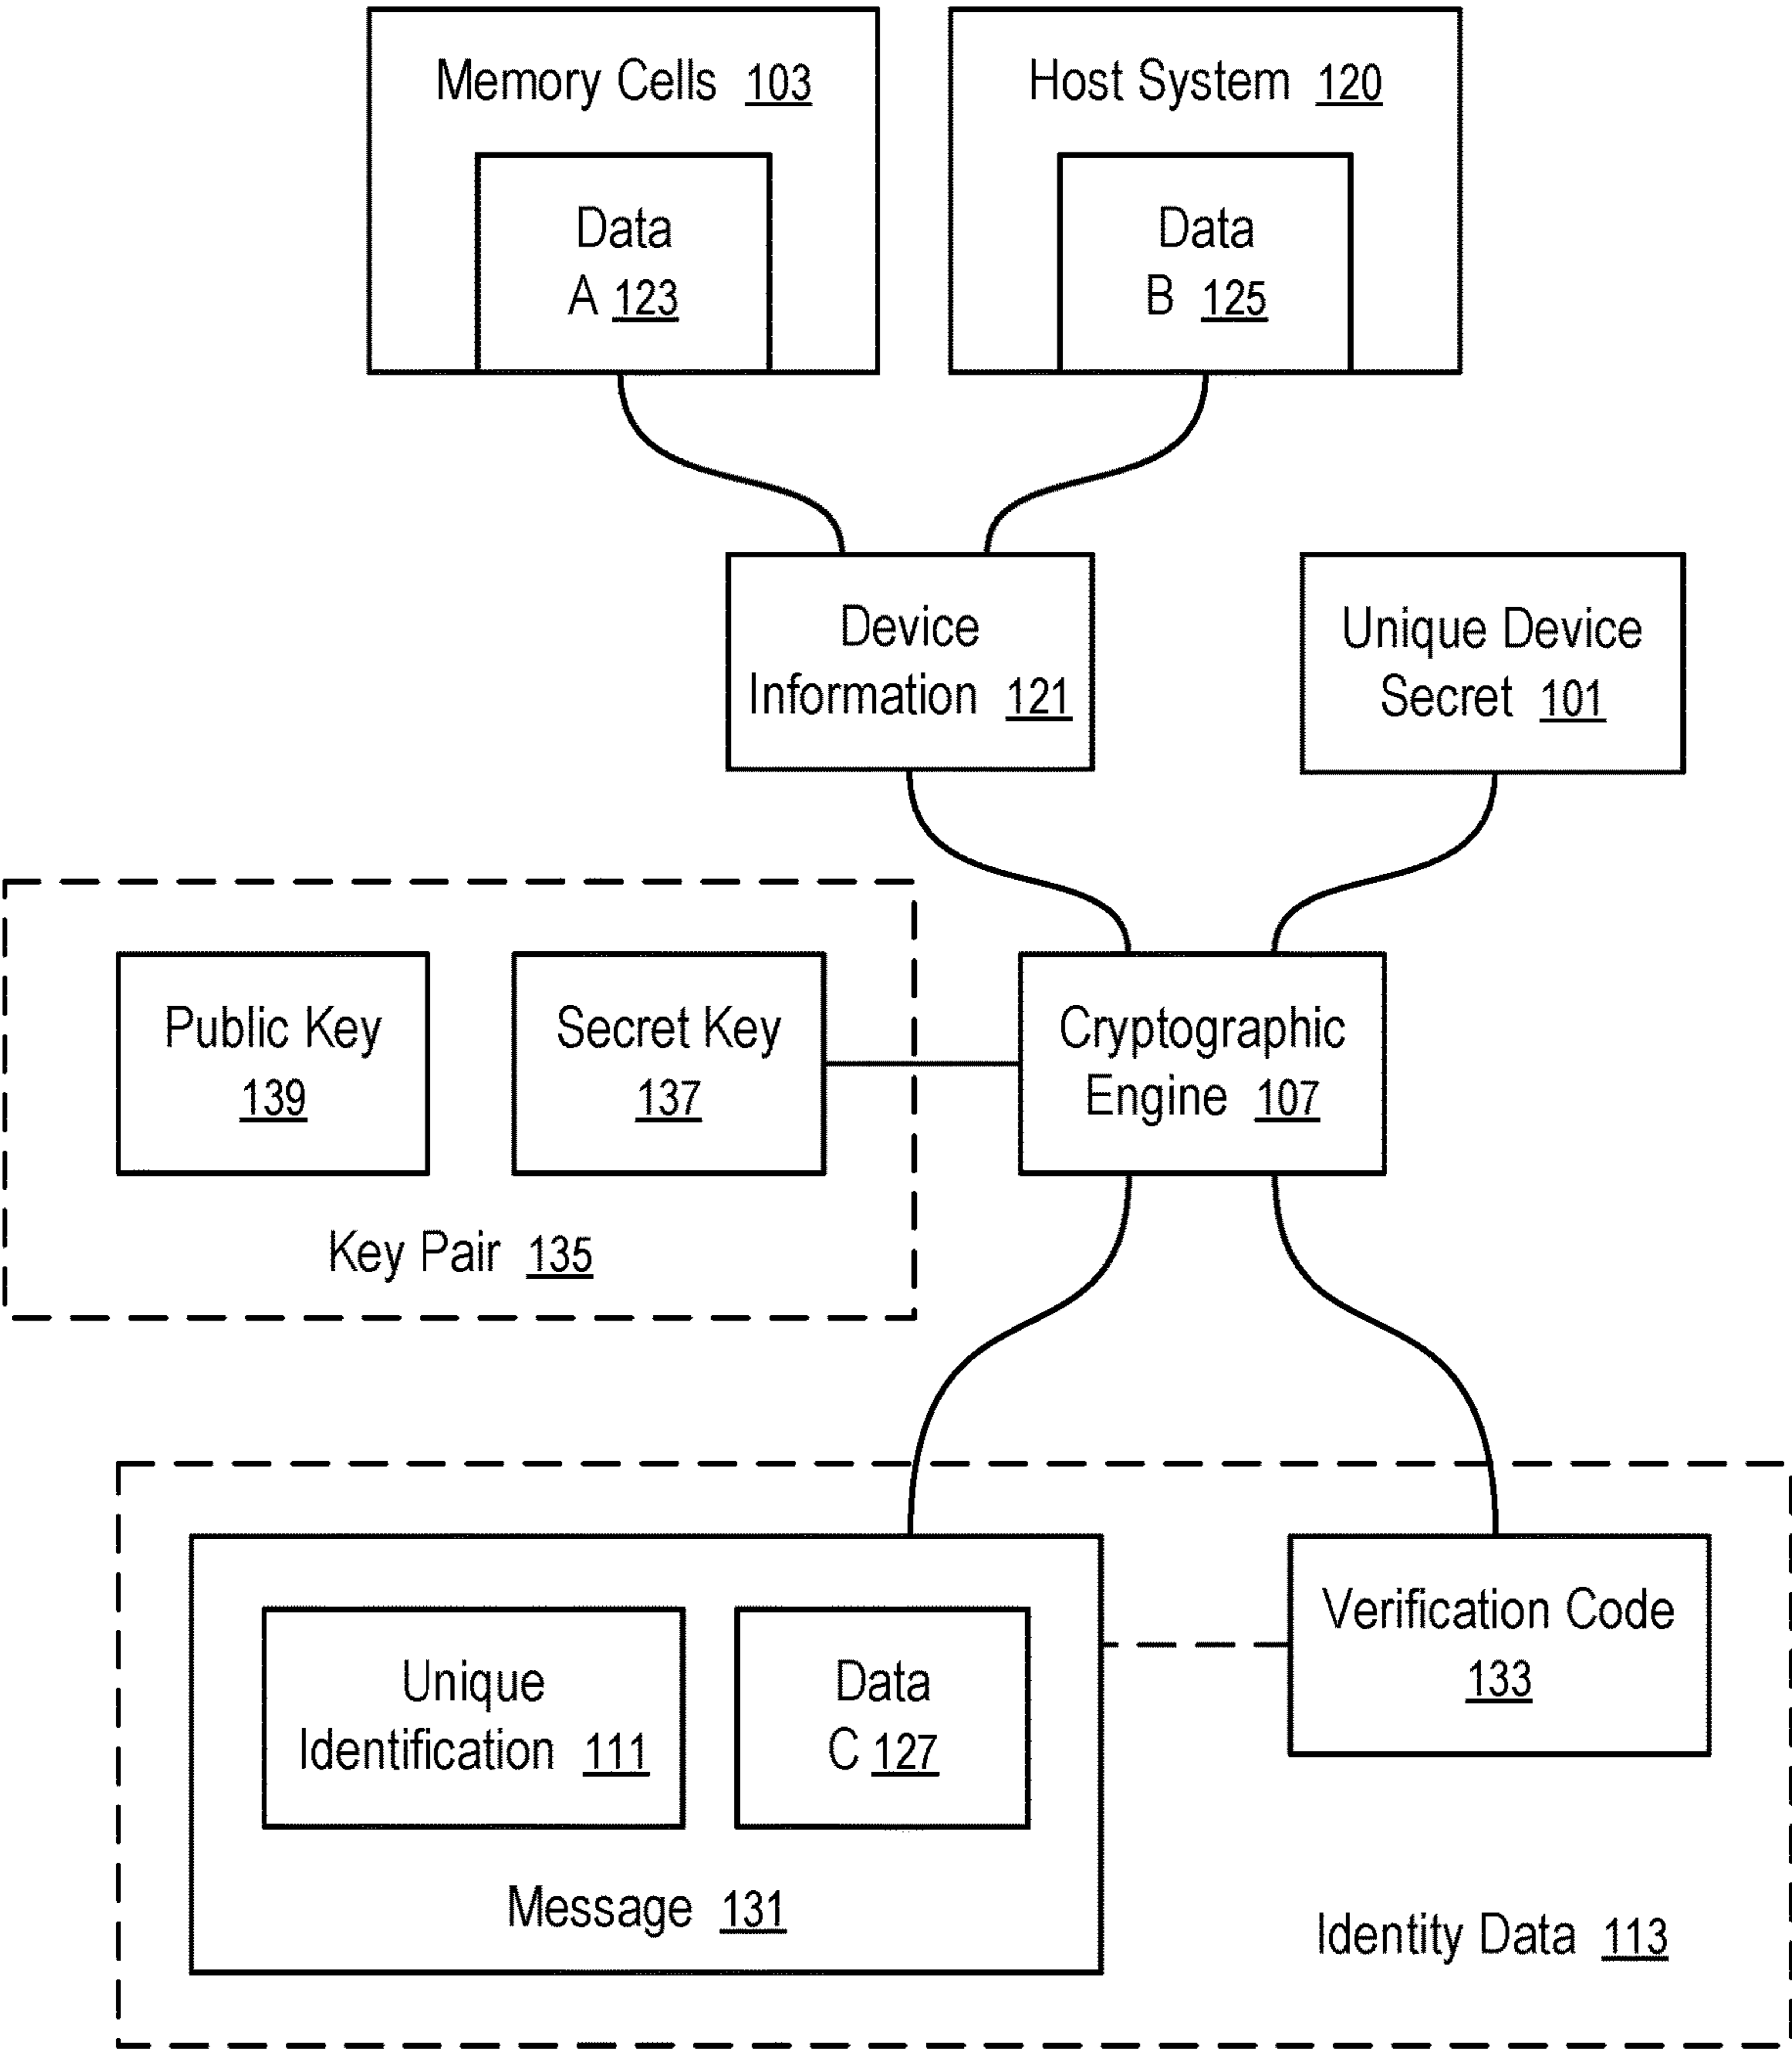 Memory Cells 103
Data
A 123
Host System 120
Data
B 125
Device
Information 121
Unique Device
Secret 101
Public Key
139
Secret Key
137
Key Pair 135
Cryptographic
Engine 107
Unique
Identification 111
Data
C 127
Message 131
Verification Code
133
Identity Data 113